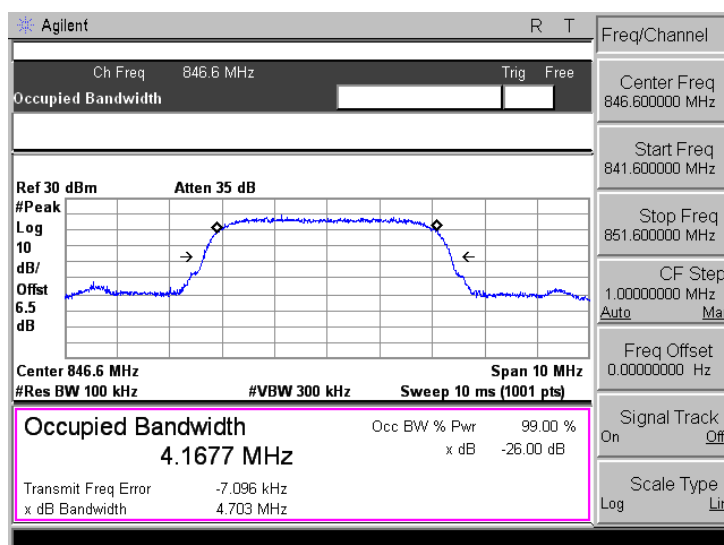 Agilent R T
Freq/Channel
Ch Freq 846.6 MHz Trig Free
Occupied Bandwidth
Center Freq
846.600000 MHz
Start Freq
841.600000 MHz
Stop Freq
851.600000 MHz
CF Step
1.00000000 MHz
Auto Ma
Freq Offset
0.00000000 Hz
Signal Track
On Off
Scale Type
Log Lin
Ref 30 dBm Atten 35 dB
#Peak
Log
10
dB/
Offst
6.5
dB
Center 846.6 MHz Span 10 MHz
#Res BW 100 kHz #VBW 300 kHz Sweep 10 ms (1001 pts)
Occupied Bandwidth
4.1677 MHz
Occ BW % Pwr 99.00 %
x dB -26.00 dB
Transmit Freq Error -7.096 kHz
x dB Bandwidth 4.703 MHz